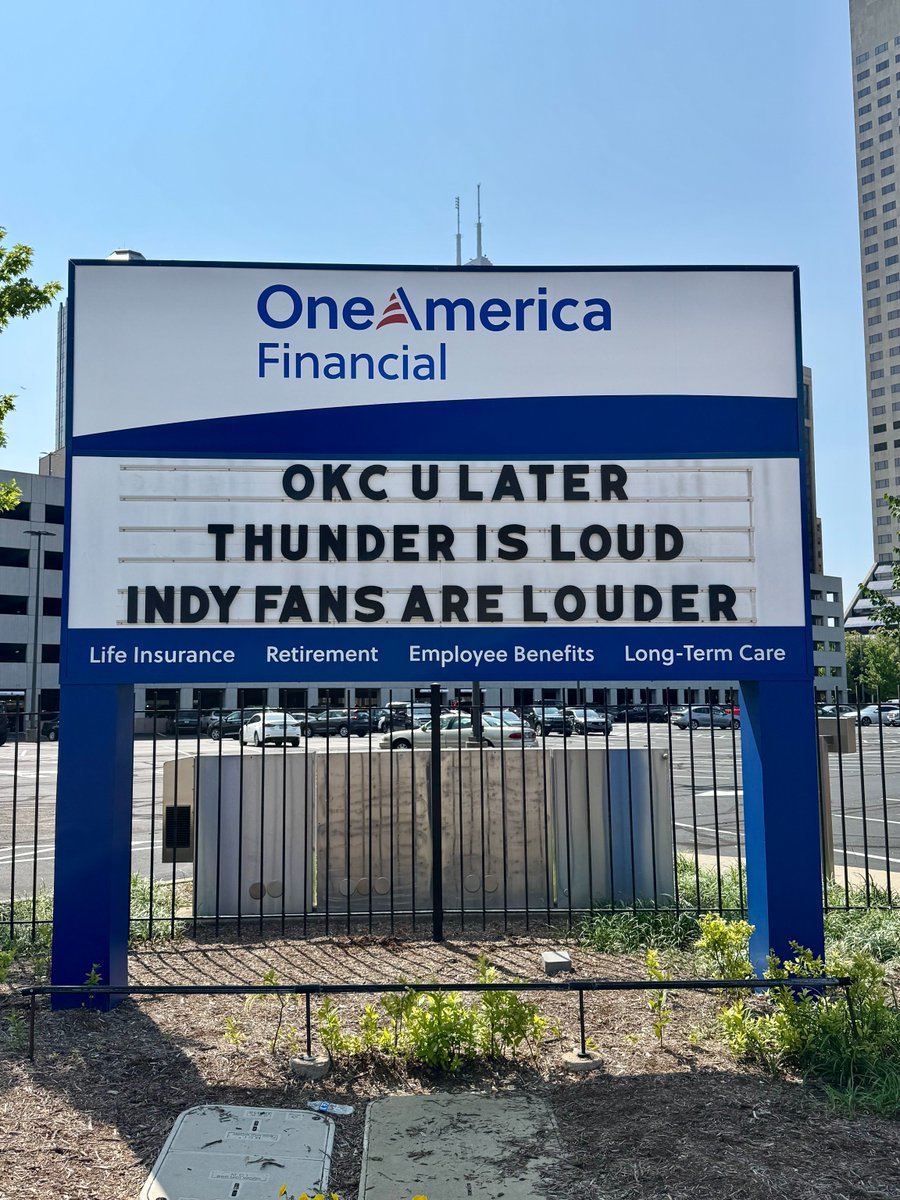 OneAmerica
Financial
OKC U LATER
THUNDER IS LOUD
INDY FANS ARE LOUDER
Life Insurance Retirement Employee Benefits Long-Term Care